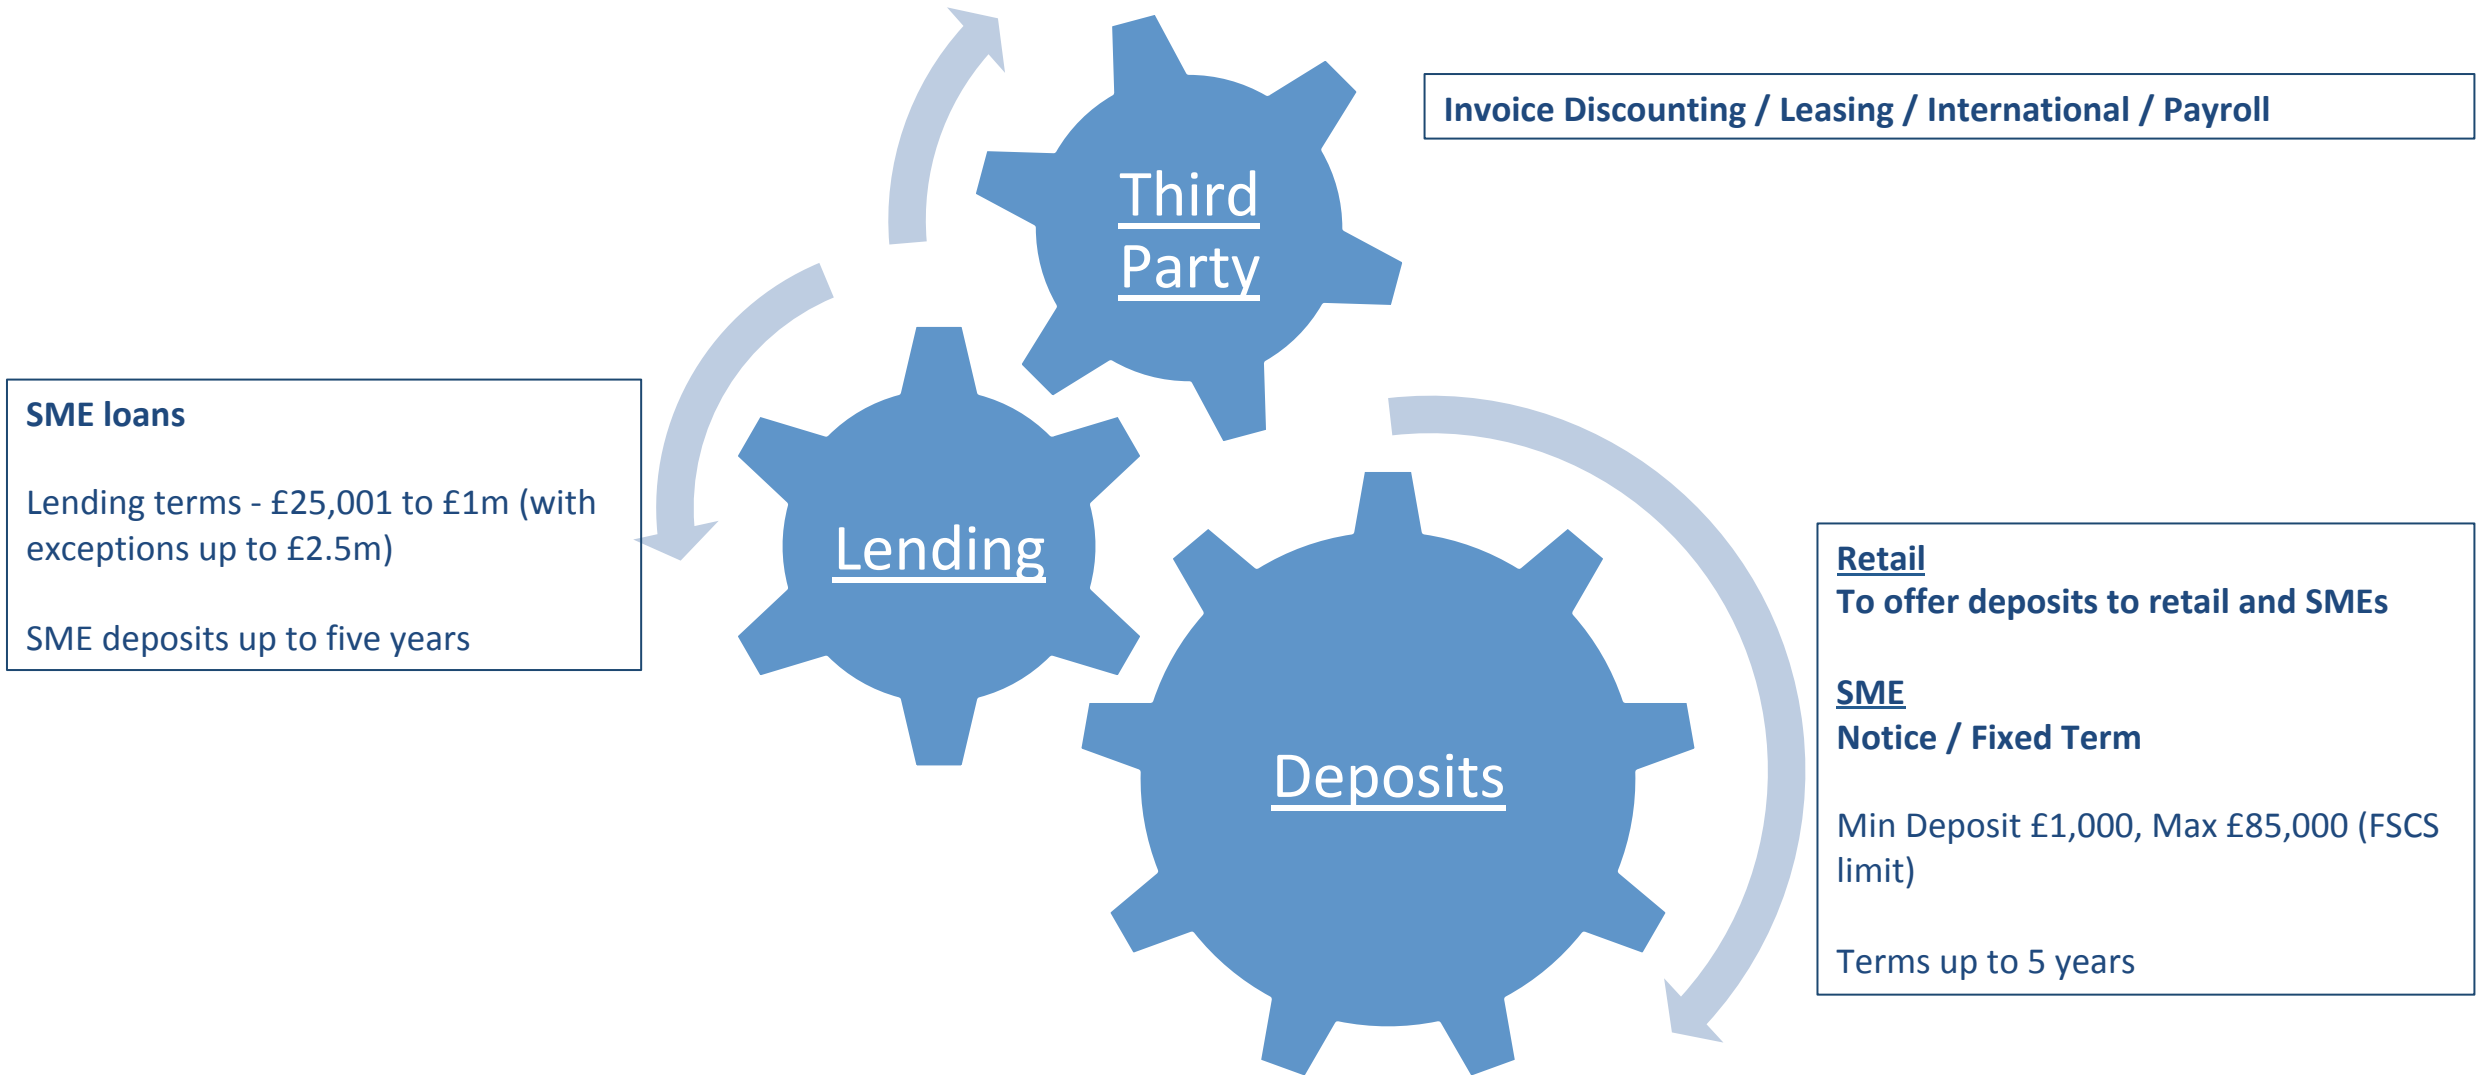 Invoice Discounting / Leasing / International / Payroll
Third
Party
SME loans
Lending terms - £25,001 to £1m (with
exceptions up to £2.5m)
SME deposits up to five years
Lending
Deposits
Retail
To offer deposits to retail and SMEs
SME
Notice / Fixed Term
Min Deposit £1,000, Max £85,000 (FSCS
limit)
Terms up to 5 years